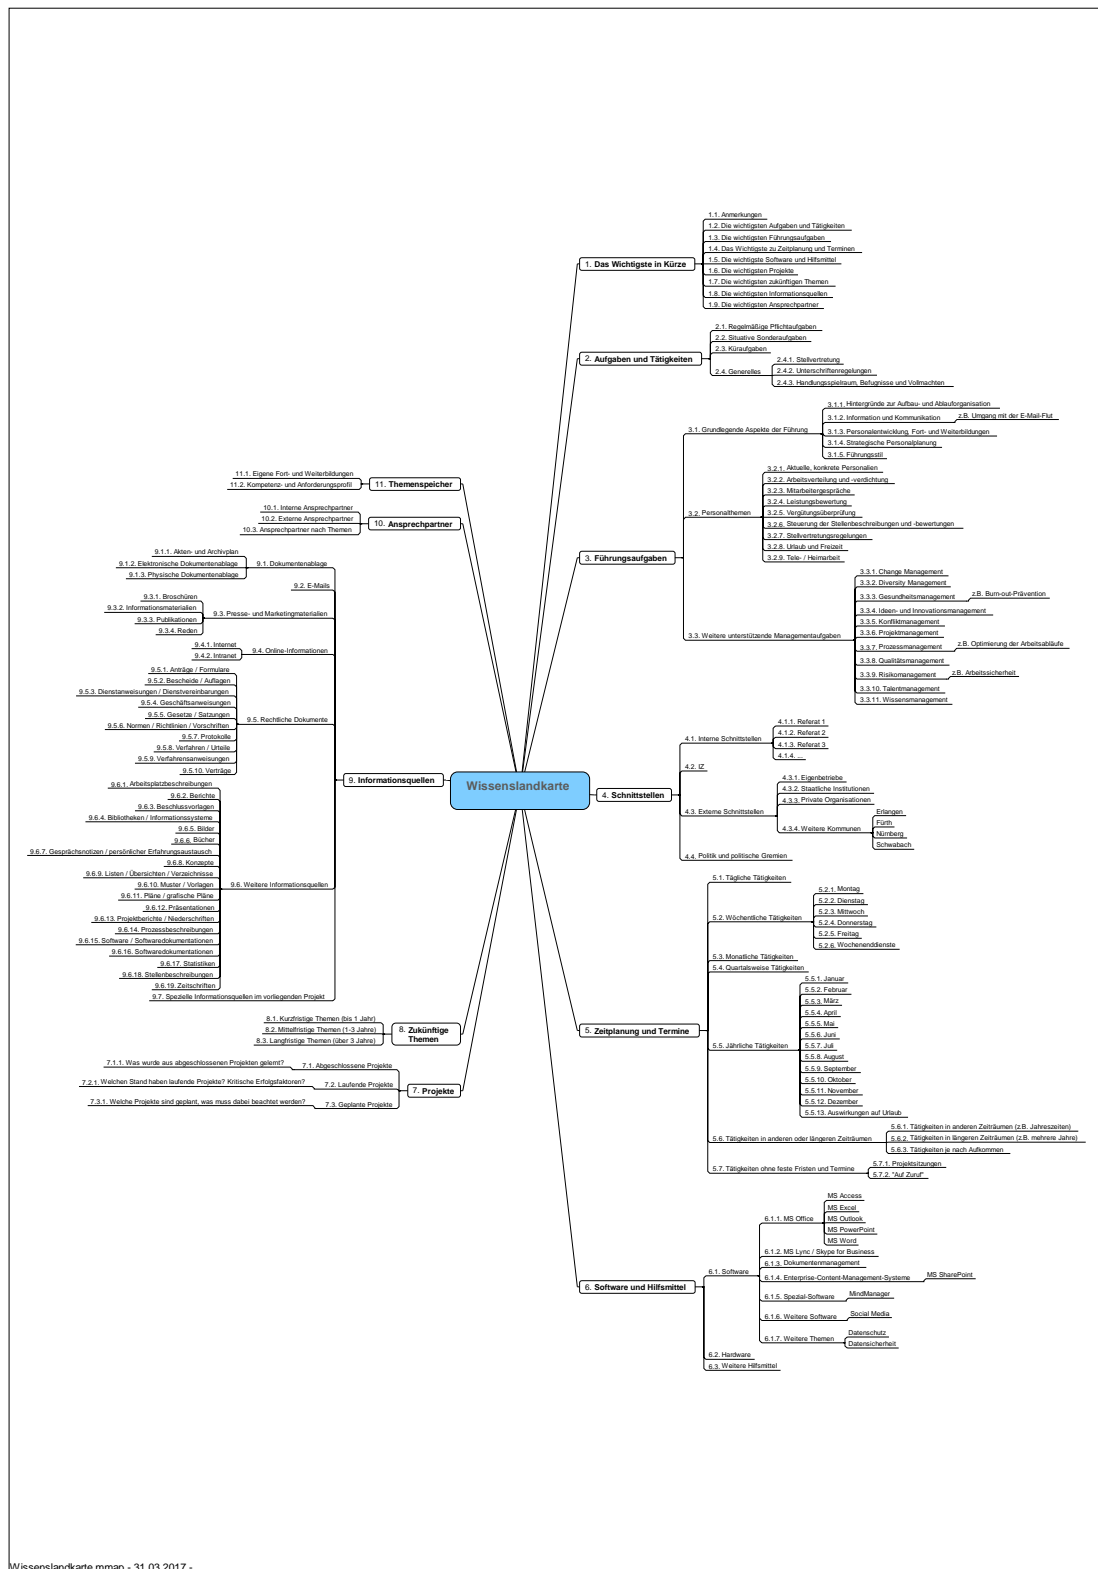 Wissenslandkarte
1. Das Wichtigste in Kürze
1.1. Anmerkungen
1.2. Die wichtigsten Aufgaben und Tätigkeiten
1.3. Die wichtigsten Führungsaufgaben
1.4. Das Wichtigste zu Zeitplanung und Terminen
1.5. Die wichtigste Software und Hilfsmittel
1.6. Die wichtigsten Projekte
1.7. Die wichtigsten zukünftigen Themen
1.8. Die wichtigsten Informationsquellen
1.9. Die wichtigsten Ansprechpartner
2. Aufgaben und Tätigkeiten
2.1. Regelmäßige Pflichtaufgaben
2.2. Situative Sonderaufgaben
2.3. Küraufgaben
2.4. Generelles
2.4.1. Stellvertretung
2.4.2. Unterschriftenregelungen
2.4.3. Handlungsspielraum, Befugnisse und Vollmachten
3. Führungsaufgaben
3.1. Grundlegende Aspekte der Führung
3.1.1. Hintergründe zur Aufbau- und Ablauforganisation
3.1.2. Information und Kommunikation
z.B. Umgang mit der E-Mail-Flut
3.1.3. Personalentwicklung, Fort- und Weiterbildungen
3.1.4. Strategische Personalplanung
3.1.5. Führungsstil
3.2. Personalthemen
3.2.1. Aktuelle, konkrete Personalien
3.2.2. Arbeitsverteilung und -verdichtung
3.2.3. Mitarbeitergespräche
3.2.4. Leistungsbewertung
3.2.5. Vergütungsüberprüfung
3.2.6. Steuerung der Stellenbeschreibungen und -bewertungen
3.2.7. Stellvertretungsregelungen
3.2.8. Urlaub und Freizeit
3.2.9. Tele- / Heimarbeit
3.3. Weitere unterstützende Managementaufgaben
3.3.1. Change Management
3.3.2. Diversity Management
3.3.3. Gesundheitsmanagement
z.B. Burn-out-Prävention
3.3.4. Ideen- und Innovationsmanagement
3.3.5. Konfliktmanagement
3.3.6. Projektmanagement
3.3.7. Prozessmanagement
z.B. Optimierung der Arbeitsabläufe
3.3.8. Qualitätsmanagement
3.3.9. Risikomanagement
z.B. Arbeitssicherheit
3.3.10. Talentmanagement
3.3.11. Wissensmanagement
4. Schnittstellen
4.1. Interne Schnittstellen
4.1.1. Referat 1
4.1.2. Referat 2
4.1.3. Referat 3
4.1.4. ...
4.2. IZ
4.3. Externe Schnittstellen
4.3.1. Eigenbetriebe
4.3.2. Staatliche Institutionen
4.3.3. Private Organisationen
4.3.4. Weitere Kommunen
Erlangen
Fürth
Nürnberg
Schwabach
4.4. Politik und politische Gremien
5. Zeitplanung und Termine
5.1. Tägliche Tätigkeiten
5.2. Wöchentliche Tätigkeiten
5.2.1. Montag
5.2.2. Dienstag
5.2.3. Mittwoch
5.2.4. Donnerstag
5.2.5. Freitag
5.2.6. Wochenenddienste
5.3. Monatliche Tätigkeiten
5.4. Quartalsweise Tätigkeiten
5.5. Jährliche Tätigkeiten
5.5.1. Januar
5.5.2. Februar
5.5.3. März
5.5.4. April
5.5.5. Mai
5.5.6. Juni
5.5.7. Juli
5.5.8. August
5.5.9. September
5.5.10. Oktober
5.5.11. November
5.5.12. Dezember
5.5.13. Auswirkungen auf Urlaub
5.6. Tätigkeiten in anderen oder längeren Zeiträumen
5.6.1. Tätigkeiten in anderen Zeiträumen (z.B. Jahreszeiten)
5.6.2. Tätigkeiten in längeren Zeiträumen (z.B. mehrere Jahre)
5.6.3. Tätigkeiten je nach Aufkommen
5.7. Tätigkeiten ohne feste Fristen und Termine
5.7.1. Projektsitzungen
5.7.2. "Auf Zuruf"
6. Software und Hilfsmittel
6.1. Software
6.1.1. MS Office
MS Access
MS Excel
MS Outlook
MS PowerPoint
MS Word
6.1.2. MS Lync / Skype for Business
6.1.3. Dokumentenmanagement
6.1.4. Enterprise-Content-Management-Systeme
MS SharePoint
6.1.5. Spezial-Software
MindManager
6.1.6. Weitere Software
Social Media
6.1.7. Weitere Themen
Datenschutz
Datensicherheit
6.2. Hardware
6.3. Weitere Hilfsmittel
7. Projekte
7.1. Abgeschlossene Projekte
7.1.1. Was wurde aus abgeschlossenen Projekten gelernt?
7.2. Laufende Projekte
7.2.1. Welchen Stand haben laufende Projekte? Kritische Erfolgsfaktoren?
7.3. Geplante Projekte
7.3.1. Welche Projekte sind geplant, was muss dabei beachtet werden?
8. Zukünftige
Themen
8.1. Kurzfristige Themen (bis 1 Jahr)
8.2. Mittelfristige Themen (1-3 Jahre)
8.3. Langfristige Themen (über 3 Jahre)
9. Informationsquellen
9.1. Dokumentenablage
9.1.1. Akten- und Archivplan
9.1.2. Elektronische Dokumentenablage
9.1.3. Physische Dokumentenablage
9.2. E-Mails
9.3. Presse- und Marketingmaterialien
9.3.1. Broschüren
9.3.2. Informationsmaterialien
9.3.3. Publikationen
9.3.4. Reden
9.4. Online-Informationen
9.4.1. Internet
9.4.2. Intranet
9.5. Rechtliche Dokumente
9.5.1. Anträge / Formulare
9.5.2. Bescheide / Auflagen
9.5.3. Dienstanweisungen / Dienstvereinbarungen
9.5.4. Geschäftsanweisungen
9.5.5. Gesetze / Satzungen
9.5.6. Normen / Richtlinien / Vorschriften
9.5.7. Protokolle
9.5.8. Verfahren / Urteile
9.5.9. Verfahrensanweisungen
9.5.10. Verträge
9.6. Weitere Informationsquellen
9.6.1. Arbeitsplatzbeschreibungen
9.6.2. Berichte
9.6.3. Beschlussvorlagen
9.6.4. Bibliotheken / Informationssysteme
9.6.5. Bilder
9.6.6. Bücher
9.6.7. Gesprächsnotizen / persönlicher Erfahrungsaustausch
9.6.8. Konzepte
9.6.9. Listen / Übersichten / Verzeichnisse
9.6.10. Muster / Vorlagen
9.6.11. Pläne / grafische Pläne
9.6.12. Präsentationen
9.6.13. Projektberichte / Niederschriften
9.6.14. Prozessbeschreibungen
9.6.15. Software / Softwaredokumentationen
9.6.16. Softwaredokumentationen
9.6.17. Statistiken
9.6.18. Stellenbeschreibungen
9.6.19. Zeitschriften
9.7. Spezielle Informationsquellen im vorliegenden Projekt
10. Ansprechpartner
10.1. Interne Ansprechpartner
10.2. Externe Ansprechpartner
10.3. Ansprechpartner nach Themen
11. Themenspeicher
11.1. Eigene Fort- und Weiterbildungen
11.2. Kompetenz- und Anforderungsprofil
Wissenslandkarte.mmap - 31.03.2017 -